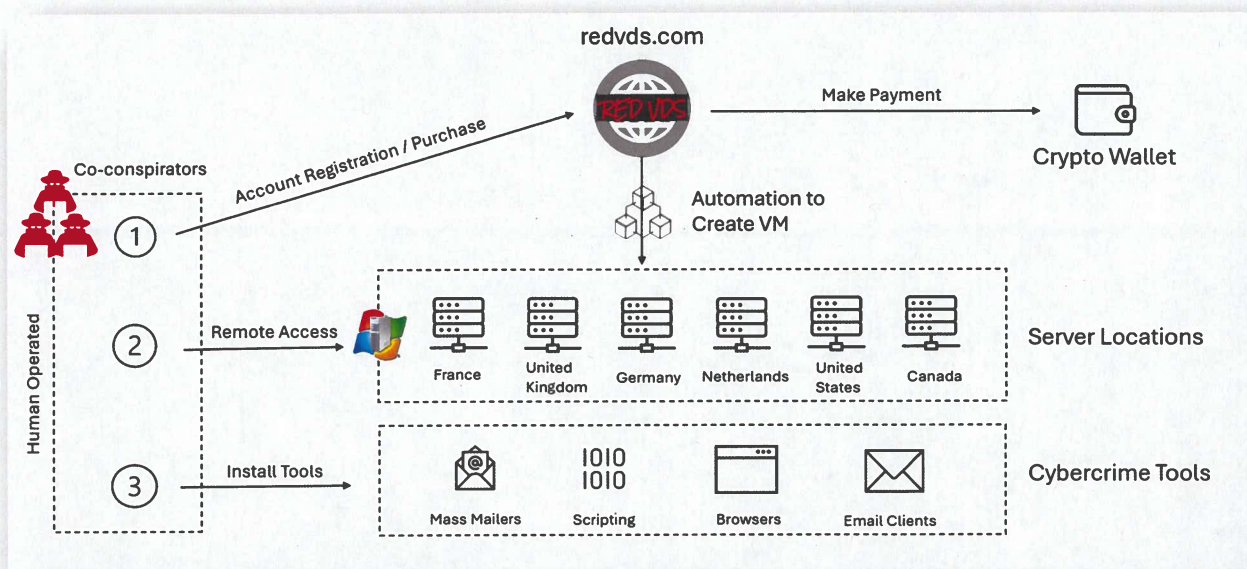 redvds.com
RED VDS
Make Payment
Crypto Wallet
Account Registration / Purchase
Co-conspirators
Automation to
Create VM
1
Human Operated
2
Remote Access
France
United
Kingdom
Germany
Netherlands
United
States
Canada
Server Locations
3
Install Tools
@
1010
1010
Mass Mailers
Scripting
Browsers
Email Clients
Cybercrime Tools